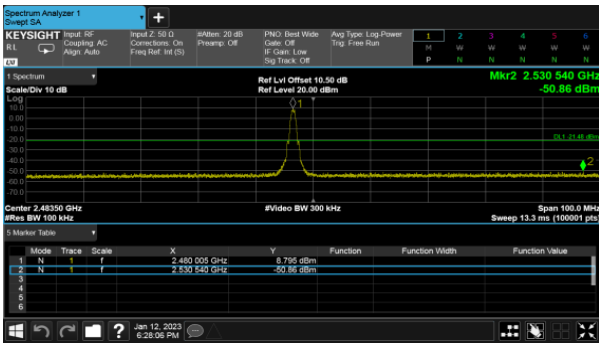 Spectrum Analyzer 1
Swept SA
+
KEYSIGHT Input: RF Input Z: 50 Ω #Atten: 20 dB PNO: Best Wide Avg Type: Log-Power 1 2 3 4 5 6
RL Coupling: AC Corrections: On Preamp: Off Gate: Off Trig: Free Run M W W W W W
Align: Auto Freq Ref: Int (S) IF Gain: Low P N N N N N
LXI Sig Track: Off
1 Spectrum Ref Lvl Offset 10.50 dB Mkr2 2.530 540 GHz
Scale/Div 10 dB Ref Level 20.00 dBm -50.86 dBm
Log
10.0 1
0.00
-10.0
-20.0 DL1 -21.48 dBm
-30.0
-40.0
-50.0 2
-60.0
-70.0
Center 2.48350 GHz #Video BW 300 kHz Span 100.0 MHz
#Res BW 100 kHz Sweep 13.3 ms (100001 pts)
5 Marker Table
Mode Trace Scale X Y Function Function Width Function Value
1 N 1 f 2.480 005 GHz 8.795 dBm
2 N 1 f 2.530 540 GHz -50.86 dBm
3
4
5
6
? Jan 12, 2023
6:28:06 PM